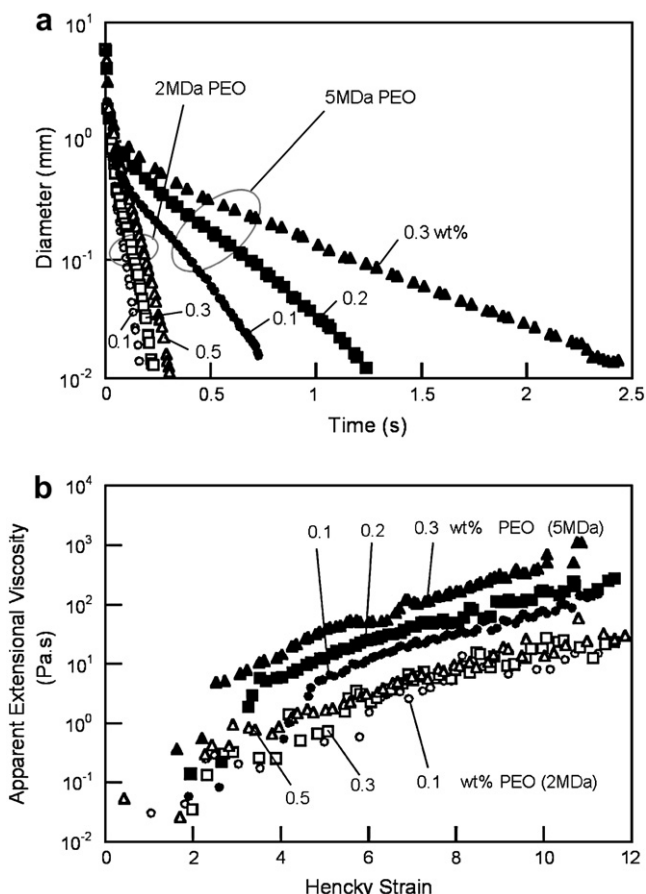 a
2MDa PEO
5MDa PEO
10^0
10^-1
10^-2
Diameter (mm)
0.3 wt%
0.2
0.1
0.1
0.3
0.5
0
0.5
1
1.5
2
2.5
Time (s)
b
10^4
10^3
10^2
10^1
10^0
10^-1
10^-2
Apparent Extensional Viscosity
(Pa.s)
0.1
0.2
0.3 wt% PEO (5MDa)
0.5
0.3
0.1 wt% PEO (2MDa)
0
2
4
6
8
10
12
Hencky Strain